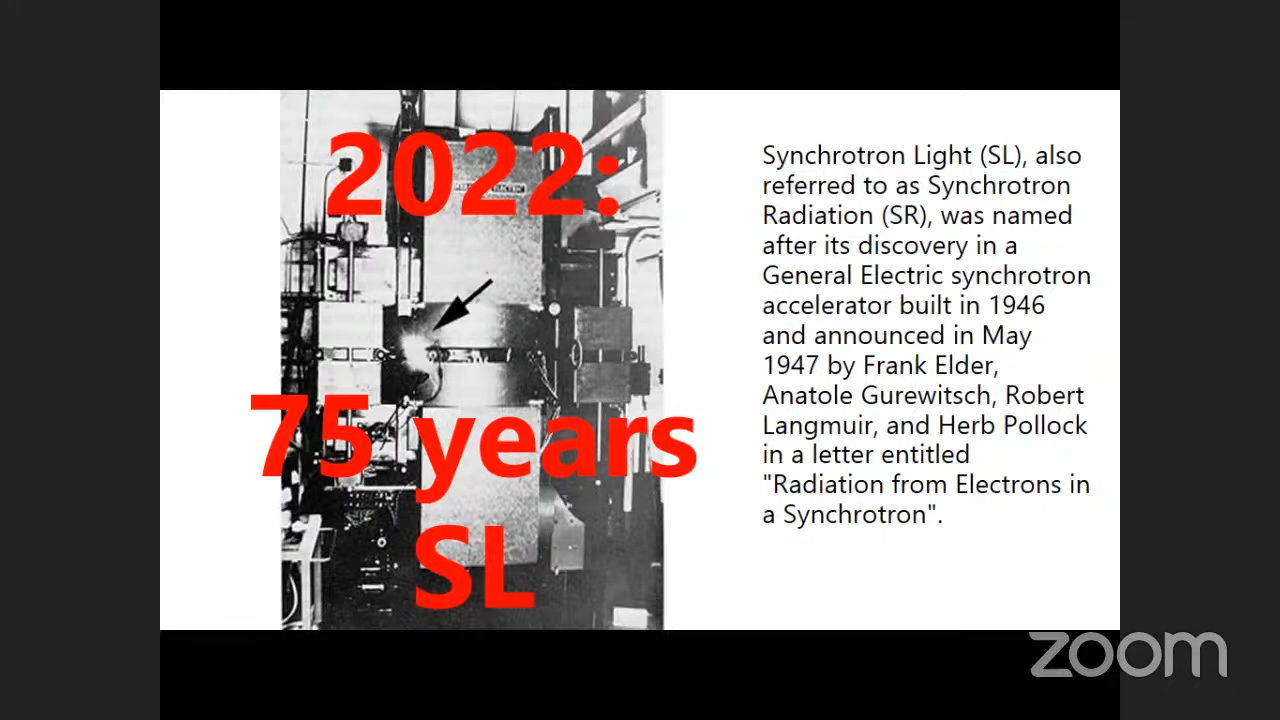 2022:
75 years
SL
Synchrotron Light (SL), also
referred to as Synchrotron
Radiation (SR), was named
after its discovery in a
General Electric synchrotron
accelerator built in 1946
and announced in May
1947 by Frank Elder,
Anatole Gurewitsch, Robert
Langmuir, and Herb Pollock
in a letter entitled
"Radiation from Electrons in
a Synchrotron".
zoom